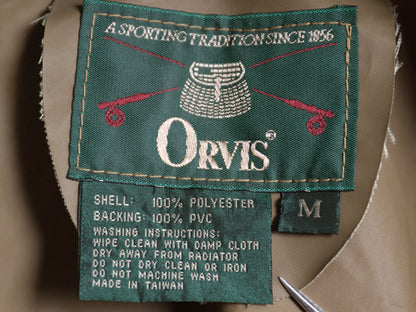 A SPORTING TRADITION SINCE 1856
ORVIS®
SHELL: 100% POLYESTER
BACKING: 100% PVC
WASHING INSTRUCTIONS:
WIPE CLEAN WITH DAMP CLOTH
DRY AWAY FROM RADIATOR
DO NOT DRY CLEAN OR IRON
DO NOT MACHINE WASH
MADE IN TAIWAN
M